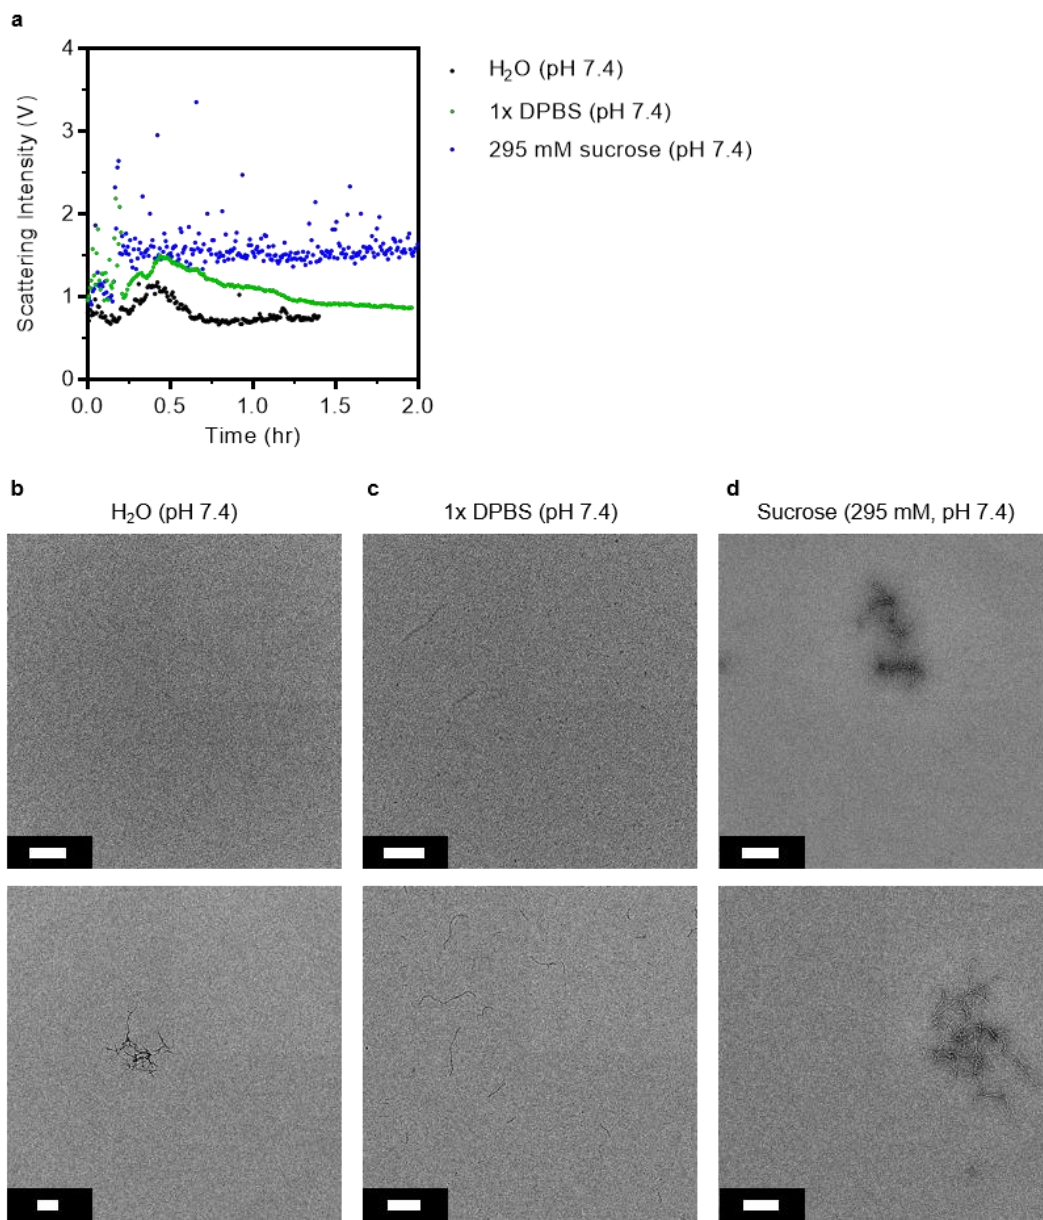 a
4
3
2
1
0
Scattering Intensity (V)
0.0 0.5 1.0 1.5 2.0
Time (hr)
H₂O (pH 7.4)
1x DPBS (pH 7.4)
295 mM sucrose (pH 7.4)
b c d
H₂O (pH 7.4) 1x DPBS (pH 7.4) Sucrose (295 mM, pH 7.4)